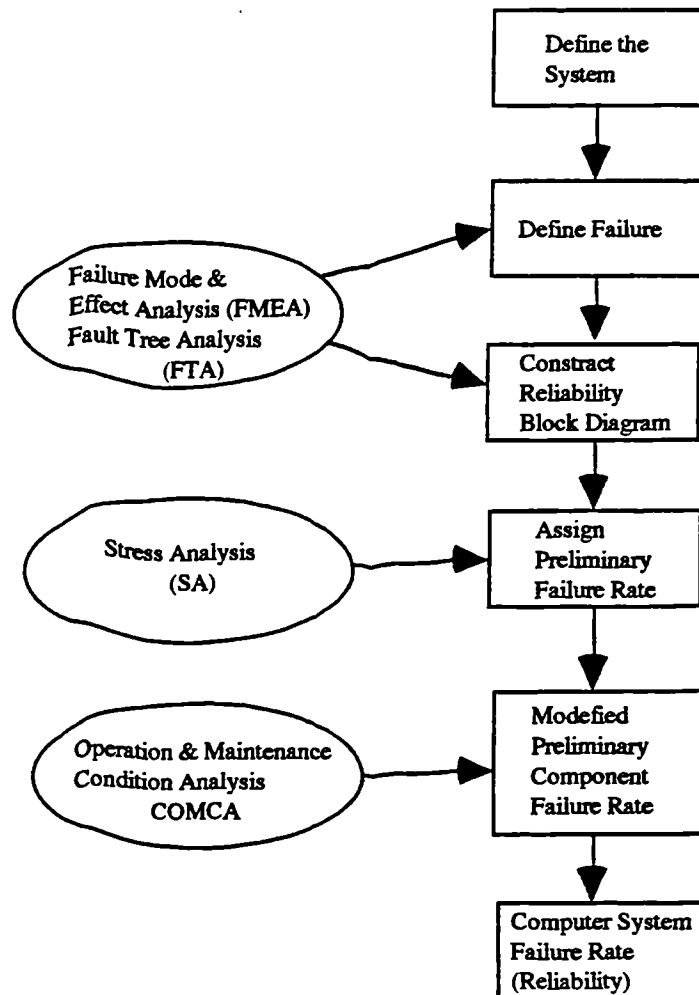 Define the
System
Define Failure
Failure Mode &
Effect Analysis (FMEA)
Fault Tree Analysis
(FTA)
Constract
Reliability
Block Diagram
Stress Analysis
(SA)
Assign
Preliminary
Failure Rate
Operation & Maintenance
Condition Analysis
COMCA
Modefied
Preliminary
Component
Failure Rate
Computer System
Failure Rate
(Reliability)